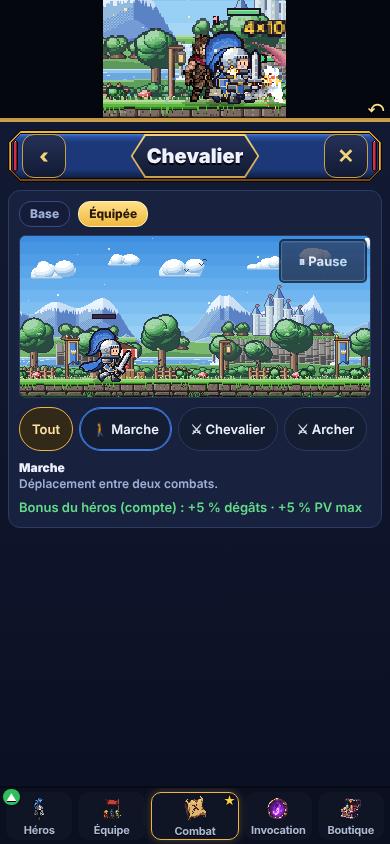 4×10
Chevalier
Base
Équipée
Pause
Tout
Marche
Chevalier
Archer
Marche
Déplacement entre deux combats.
Bonus du héros (compte) : +5 % dégâts · +5 % PV max
Héros
Équipe
Combat
Invocation
Boutique